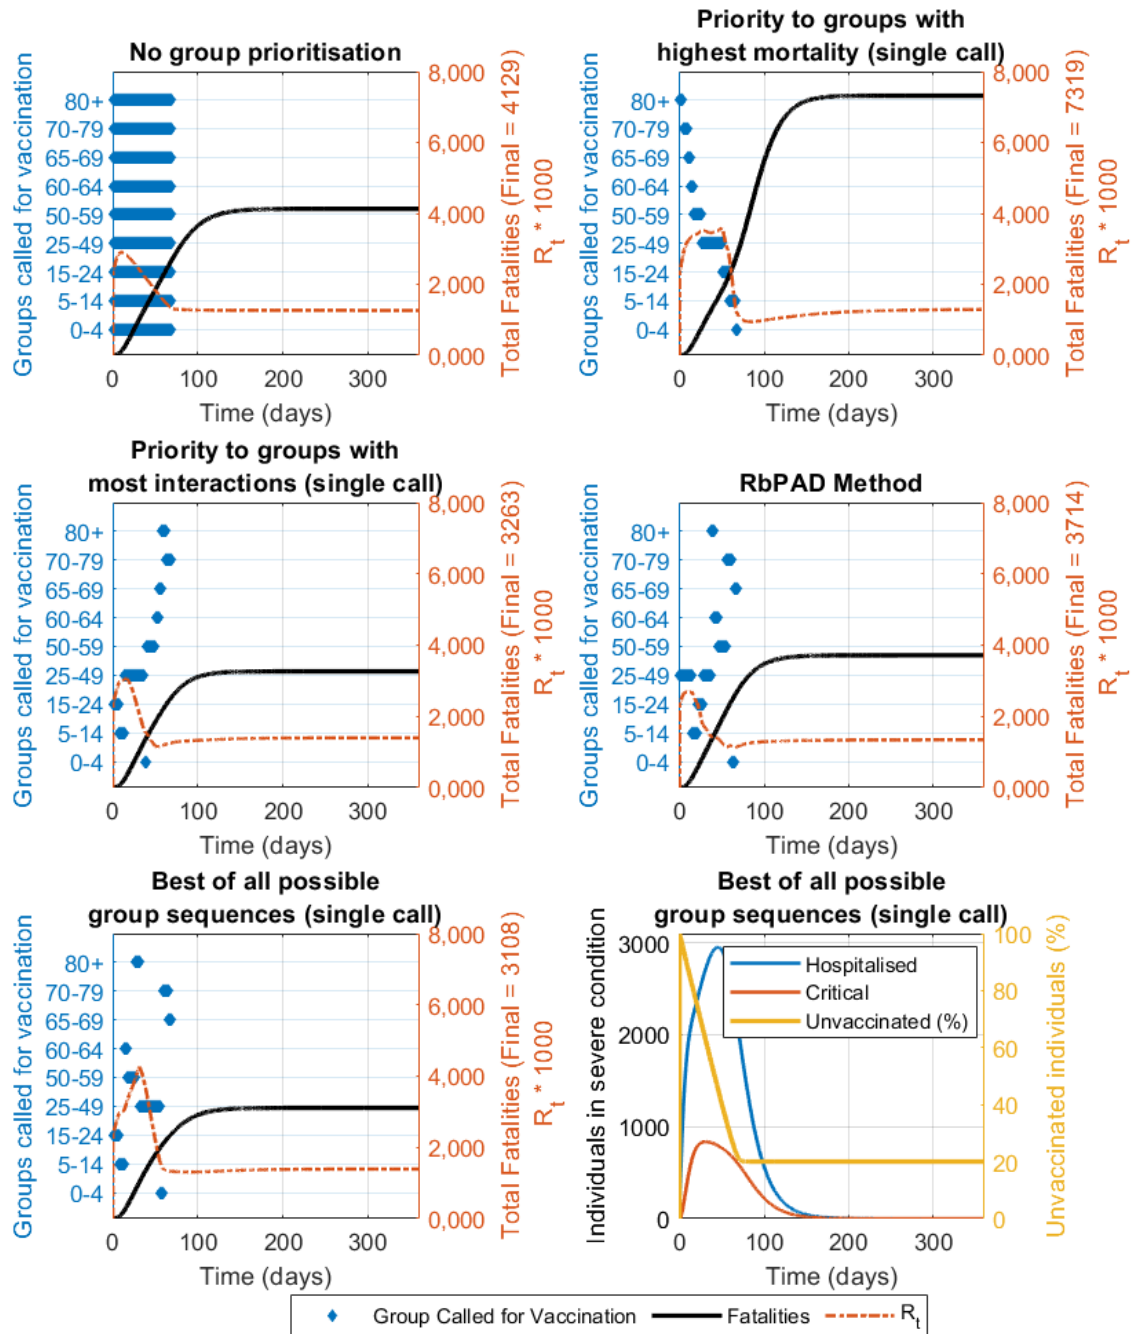 No group prioritisation
Groups called for vaccination
80+
70-79
65-69
60-64
50-59
25-49
15-24
5-14
0-4
8,000
6,000
4,000
2,000
0,000
Total Fatalities (Final = 4129)
R_t * 1000
0 100 200 300
Time (days)
Priority to groups with
highest mortality (single call)
Groups called for vaccination
80+
70-79
65-69
60-64
50-59
25-49
15-24
5-14
0-4
8,000
6,000
4,000
2,000
0,000
Total Fatalities (Final = 7319)
R_t * 1000
0 100 200 300
Time (days)
Priority to groups with
most interactions (single call)
Groups called for vaccination
80+
70-79
65-69
60-64
50-59
25-49
15-24
5-14
0-4
8,000
6,000
4,000
2,000
0,000
Total Fatalities (Final = 3263)
R_t * 1000
0 100 200 300
Time (days)
RbPAD Method
Groups called for vaccination
80+
70-79
65-69
60-64
50-59
25-49
15-24
5-14
0-4
8,000
6,000
4,000
2,000
0,000
Total Fatalities (Final = 3714)
R_t * 1000
0 100 200 300
Time (days)
Best of all possible
group sequences (single call)
Groups called for vaccination
80+
70-79
65-69
60-64
50-59
25-49
15-24
5-14
0-4
8,000
6,000
4,000
2,000
0,000
Total Fatalities (Final = 3108)
R_t * 1000
0 100 200 300
Time (days)
Best of all possible
group sequences (single call)
Individuals in severe condition
3000
2000
1000
0
Hospitalised
Critical
Unvaccinated (%)
100
80
60
40
20
0
Unvaccinated individuals (%)
0 100 200 300
Time (days)
Group Called for Vaccination Fatalities R_t